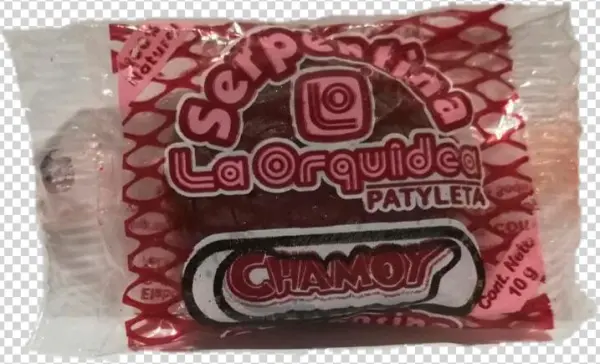 Serpentina
LO
La Orquidea
PATYLETA
CHAMOY
Cont. Neto
10 g